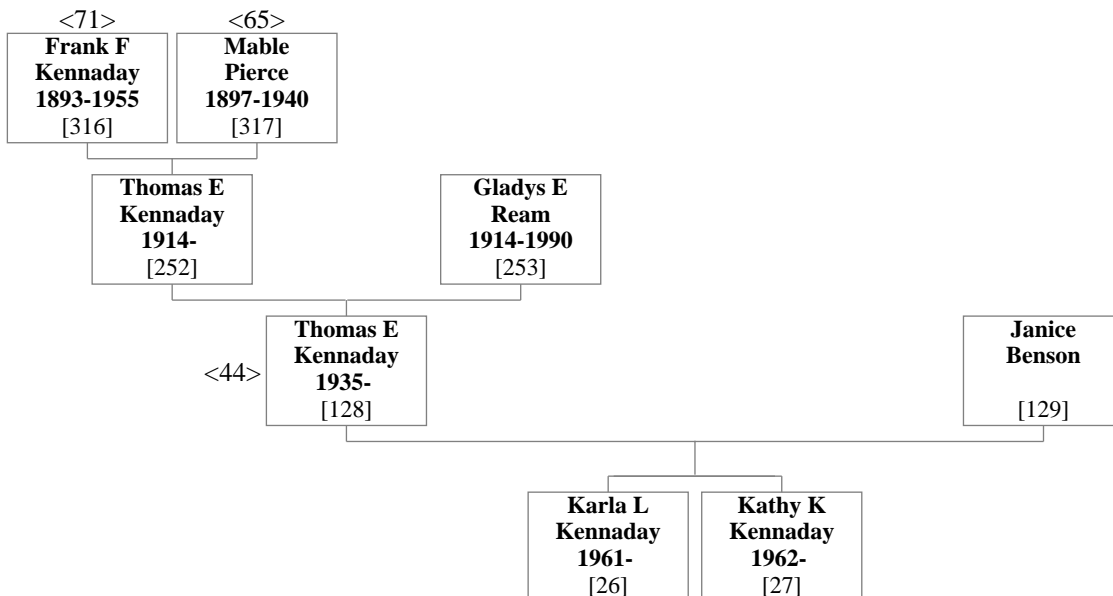 <71>
<65>
Frank F
Kennaday
1893-1955
[316]
Mable
Pierce
1897-1940
[317]
Thomas E
Kennaday
1914-
[252]
Gladys E
Ream
1914-1990
[253]
<44>
Thomas E
Kennaday
1935-
[128]
Janice
Benson
[129]
Karla L
Kennaday
1961-
[26]
Kathy K
Kennaday
1962-
[27]